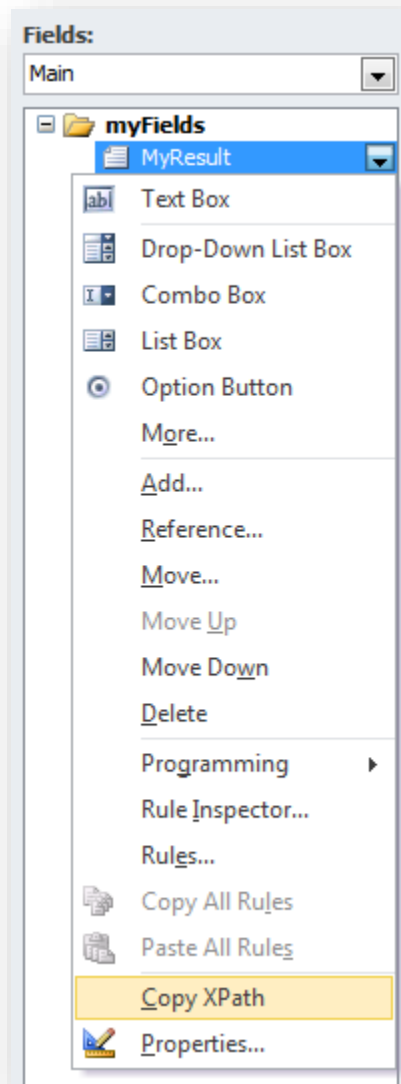 Fields:
Main
myFields
MyResult
abl Text Box
Drop-Down List Box
Combo Box
List Box
Option Button
More...
Add...
Reference...
Move...
Move Up
Move Down
Delete
Programming
Rule Inspector...
Rules...
Copy All Rules
Paste All Rules
Copy XPath
Properties...